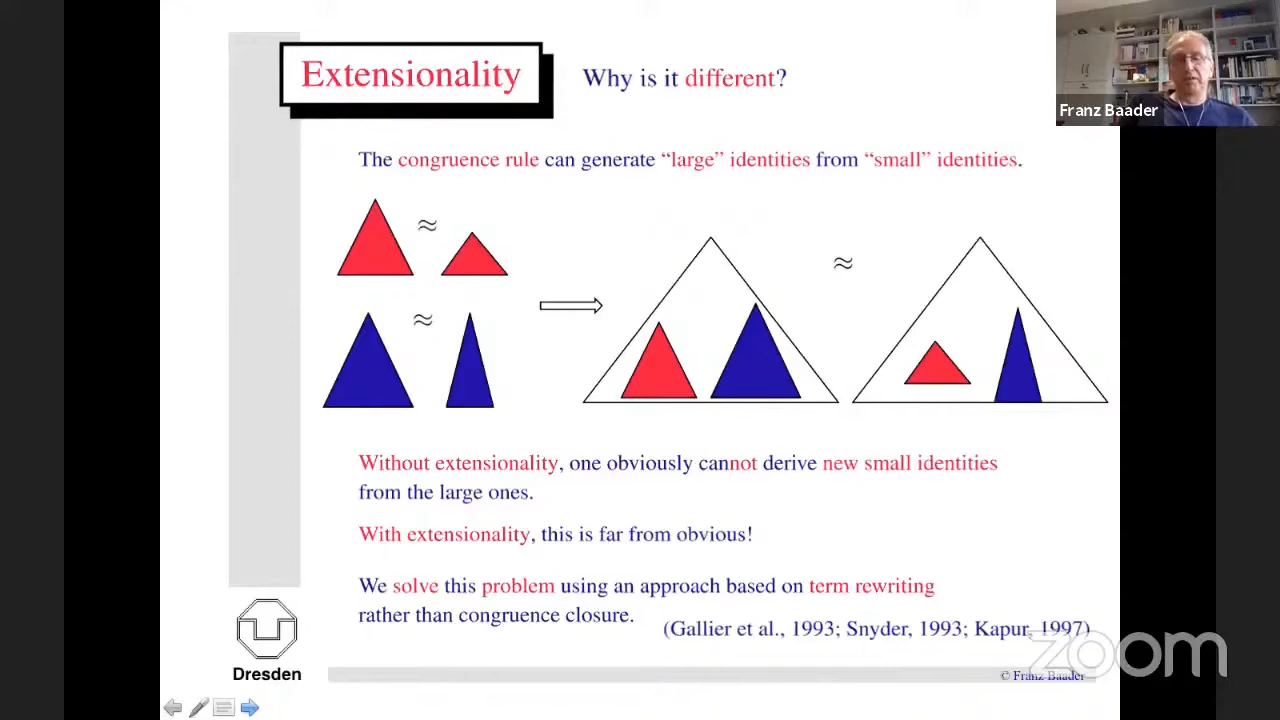 Extensionality
Why is it different?
Franz Baader
The congruence rule can generate “large” identities from “small” identities.
≈
≈
≈
Without extensionality, one obviously cannot derive new small identities
from the large ones.
With extensionality, this is far from obvious!
We solve this problem using an approach based on term rewriting
rather than congruence closure.
(Gallier et al., 1993; Snyder, 1993; Kapur, 1997)
zoom
Dresden
© Franz Baader